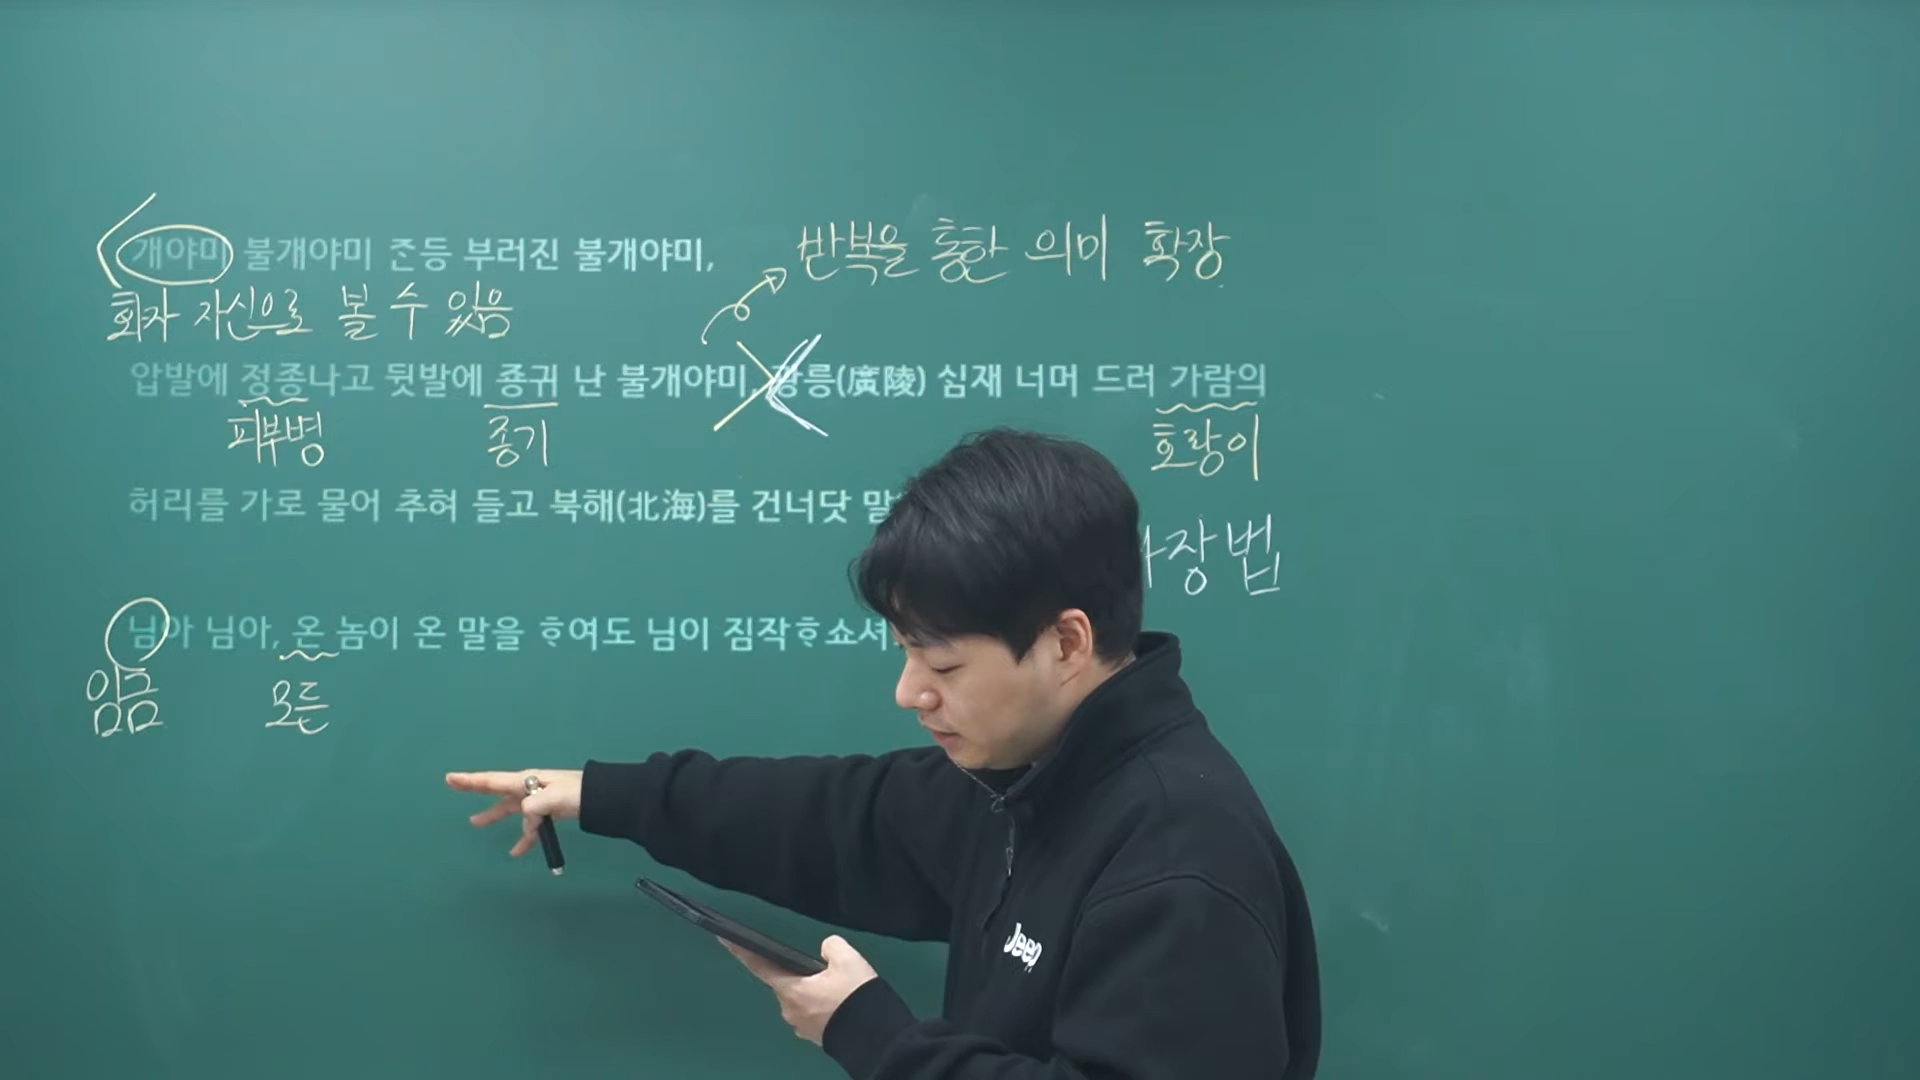 개야미 불개야미 ᄌᆞᆫ등 부러진 불개야미,
반복을 통한 의미 확장
화자 자신으로 볼 수 있음
압발에 정종나고 뒷발에 죵귀 난 불개야미, 광릉(廣陵) 심재 너머 드러 가람의
피부병 종기 호랑이
허리를 가로 물어 추혀 들고 북해(北海)를 건너닷 말
장법
님아 님아, 온 놈이 온 말을 ᄒᆞ여도 님이 짐작ᄒᆞ쇼셔
임금 모든
Jeep